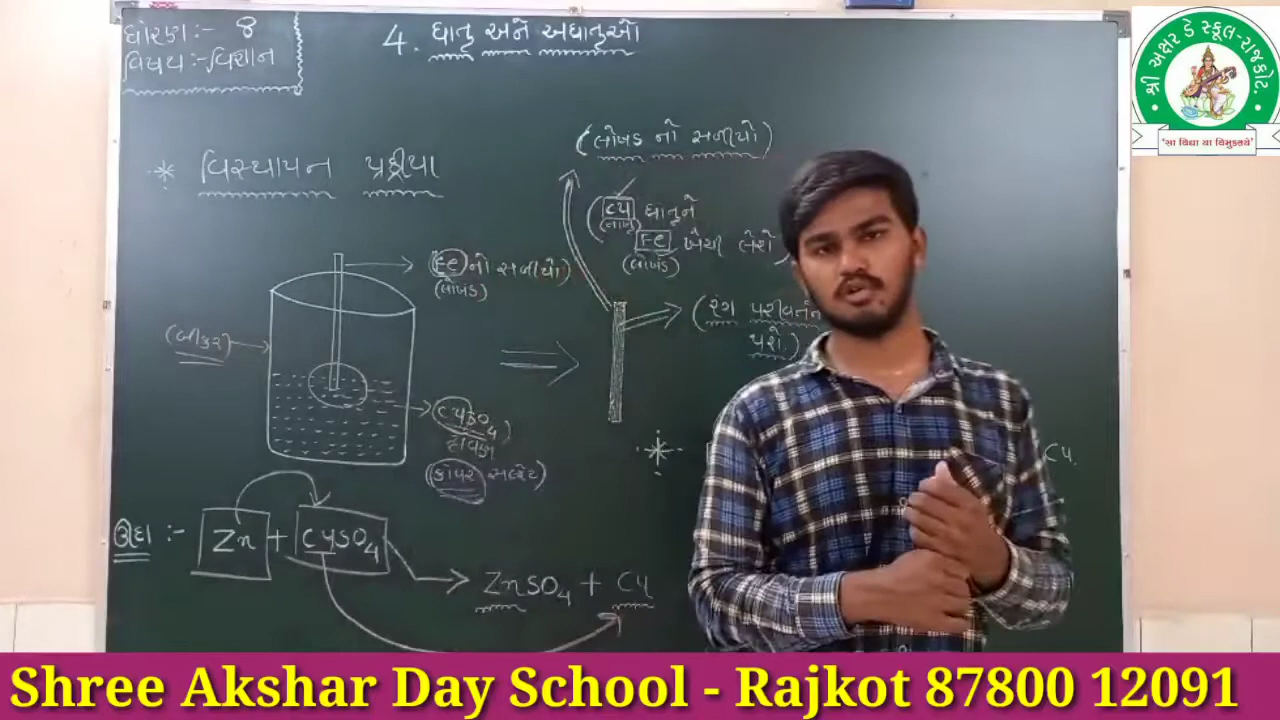 ધોરણ :- 8
વિષય :- વિજ્ઞાન
4. ધાતુ અને અધાતુઓ
શ્રી અક્ષર ડે સ્કૂલ-રાજકોટ.
'સા વિદ્યા યા વિમુક્તયે'
વિસ્થાપન પ્રક્રીયા
(લોખંડ નો સળીયો)
(Cu ધાતુને
(તાંબુ)
Fe ખેંચી લેશે)
(લોખંડ)
(Fe નો સળીયો)
(લોખંડ)
(બીકર)
(રંગ પરીવર્તન
થશે.)
(CuSO4)
દ્રાવણ
(કોપર સલ્ફેટ)
Cu.
ઊદા :- Zn + CuSO4
ZnSO4 + Cu
Shree Akshar Day School - Rajkot 87800 12091